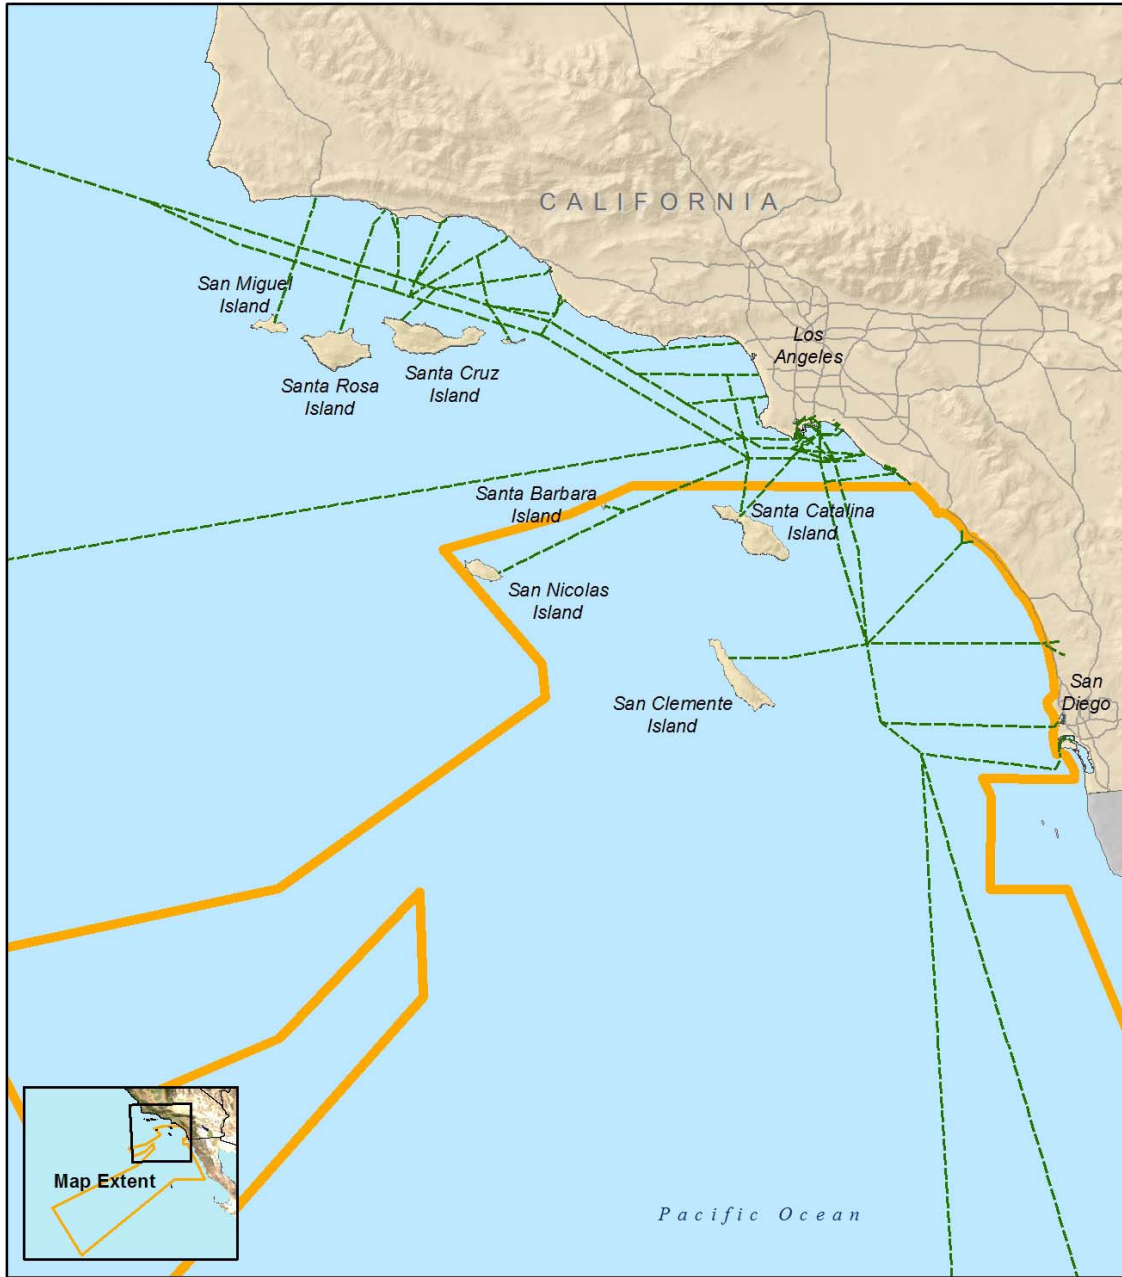 CALIFORNIA
San Miguel
Island
Los
Angeles
Santa Rosa
Island
Santa Cruz
Island
Santa Barbara
Island
Santa Catalina
Island
San Nicolas
Island
San Clemente
Island
San
Diego
Map Extent
Pacific Ocean